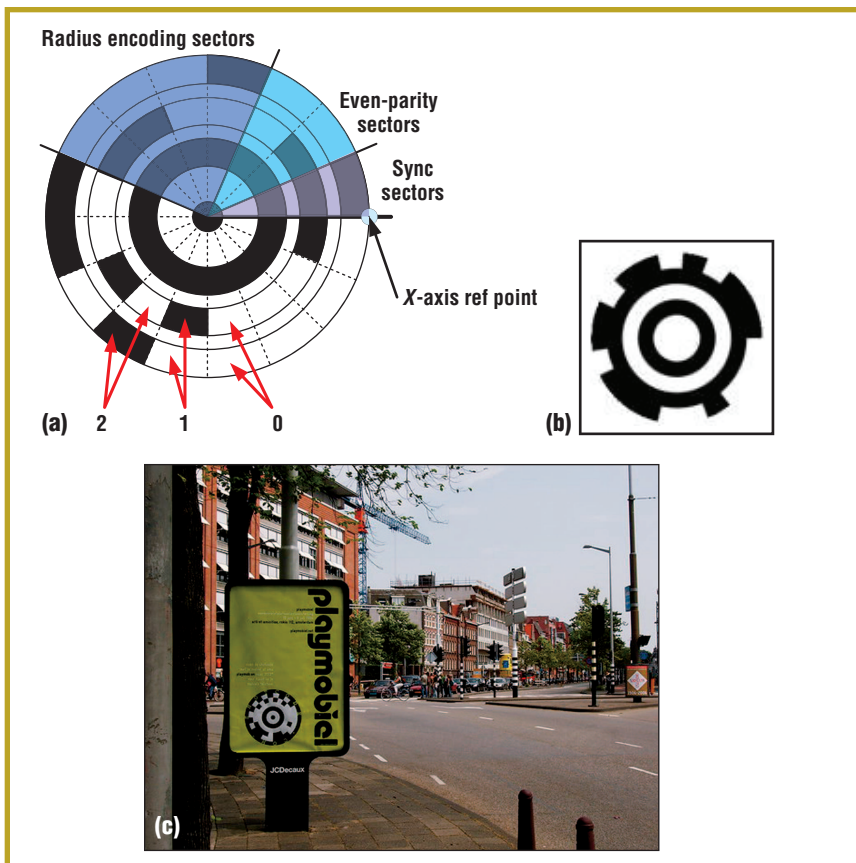 Radius encoding sectors
Even-parity
sectors
Sync
sectors
X-axis ref point
(a) 2 1 0
(b)
playmobiel
JCDecaux
(c)